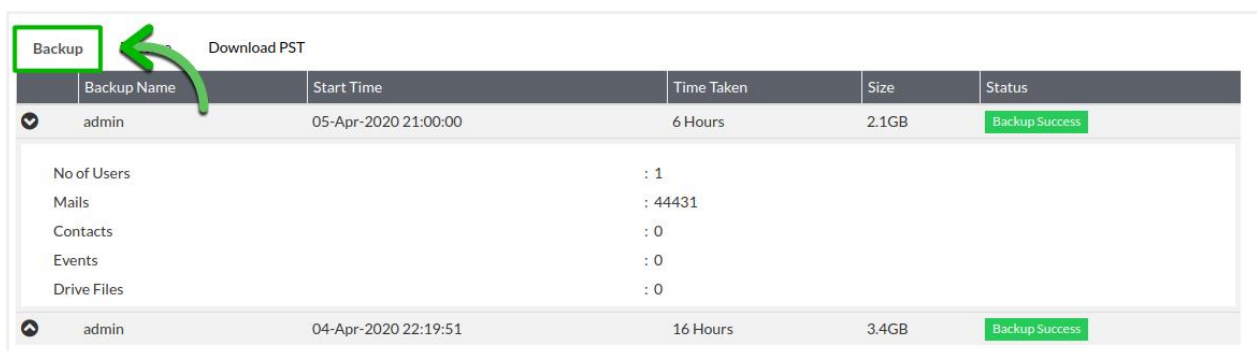 Backup Download PST
Backup Name Start Time Time Taken Size Status
admin 05-Apr-2020 21:00:00 6 Hours 2.1GB Backup Success
No of Users : 1
Mails : 44431
Contacts : 0
Events : 0
Drive Files : 0
admin 04-Apr-2020 22:19:51 16 Hours 3.4GB Backup Success